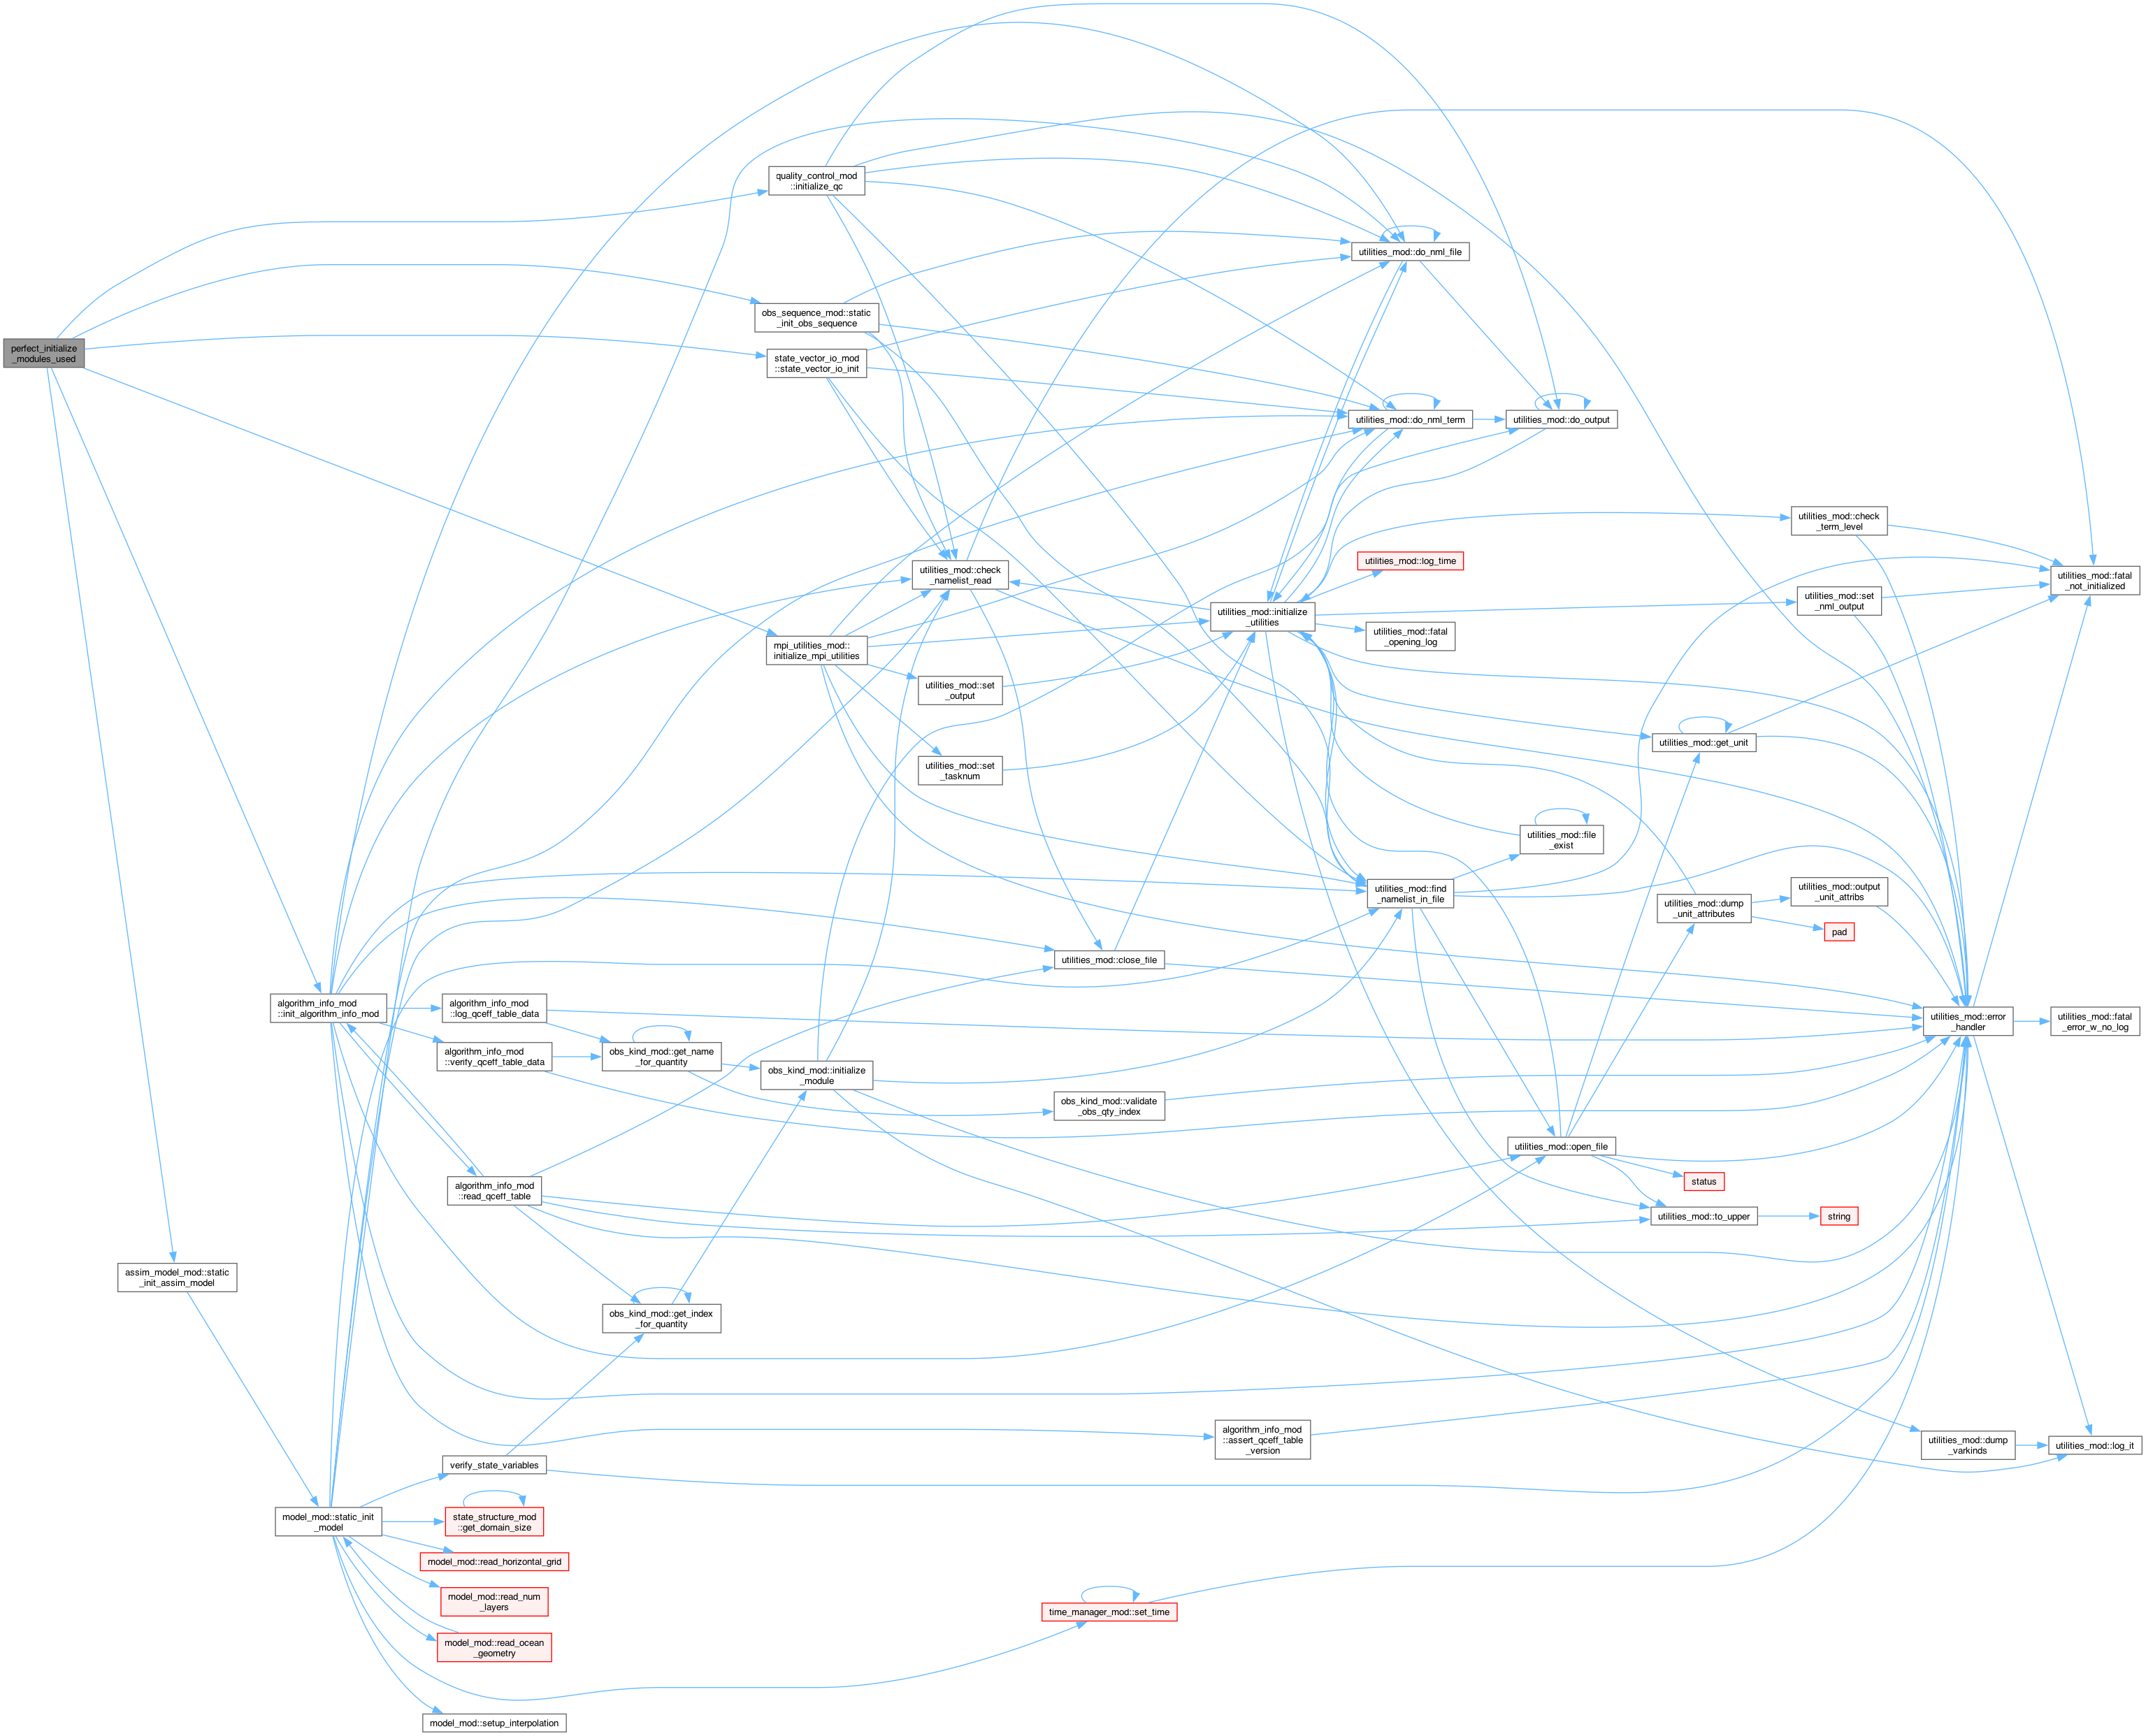 perfect_initialize
_modules_used
quality_control_mod
::initialize_qc
obs_sequence_mod::static
_init_obs_sequence
state_vector_io_mod
::state_vector_io_init
utilities_mod::do_nml_file
utilities_mod::do_nml_term
utilities_mod::do_output
utilities_mod::check
_term_level
utilities_mod::log_time
utilities_mod::fatal
_not_initialized
utilities_mod::check
_namelist_read
utilities_mod::set
_nml_output
utilities_mod::initialize
_utilities
utilities_mod::fatal
_opening_log
mpi_utilities_mod::
initialize_mpi_utilities
utilities_mod::set
_output
utilities_mod::get_unit
utilities_mod::set
_tasknum
utilities_mod::file
_exist
utilities_mod::find
_namelist_in_file
utilities_mod::output
_unit_attribs
utilities_mod::dump
_unit_attributes
pad
utilities_mod::close_file
algorithm_info_mod
::init_algorithm_info_mod
algorithm_info_mod
::log_qceff_table_data
utilities_mod::error
_handler
utilities_mod::fatal
_error_w_no_log
algorithm_info_mod
::verify_qceff_table_data
obs_kind_mod::get_name
_for_quantity
obs_kind_mod::initialize
_module
obs_kind_mod::validate
_obs_qty_index
utilities_mod::open_file
status
algorithm_info_mod
::read_qceff_table
utilities_mod::to_upper
string
assim_model_mod::static
_init_assim_model
obs_kind_mod::get_index
_for_quantity
algorithm_info_mod
::assert_qceff_table
_version
utilities_mod::dump
_varkinds
utilities_mod::log_it
verify_state_variables
model_mod::static_init
_model
state_structure_mod
::get_domain_size
model_mod::read_horizontal_grid
model_mod::read_num
_layers
time_manager_mod::set_time
model_mod::read_ocean
_geometry
model_mod::setup_interpolation